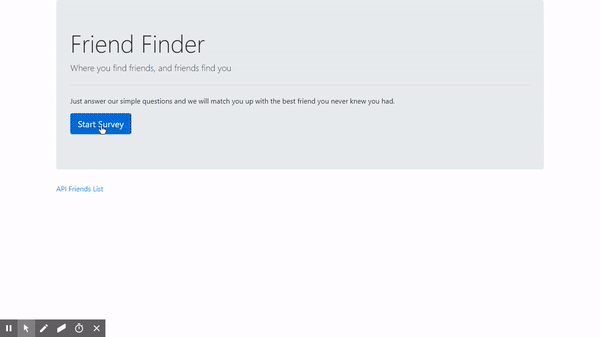 Friend Finder
Where you find friends, and friends find you
Just answer our simple questions and we will match you up with the best friend you never knew you had.
Start Survey
API Friends List